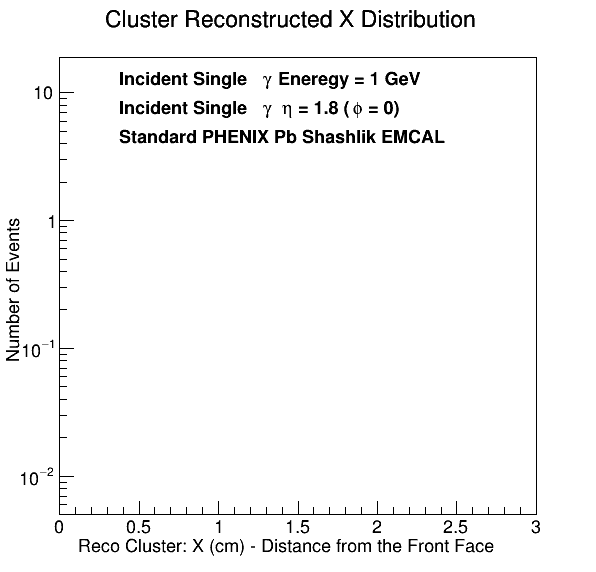 Cluster Reconstructed X Distribution
Incident Single γ Eneregy = 1 GeV
Incident Single γ η = 1.8 ( ϕ = 0)
Standard PHENIX Pb Shashlik EMCAL
Number of Events
10
1
10⁻¹
10⁻²
0 0.5 1 1.5 2 2.5 3
Reco Cluster: X (cm) - Distance from the Front Face